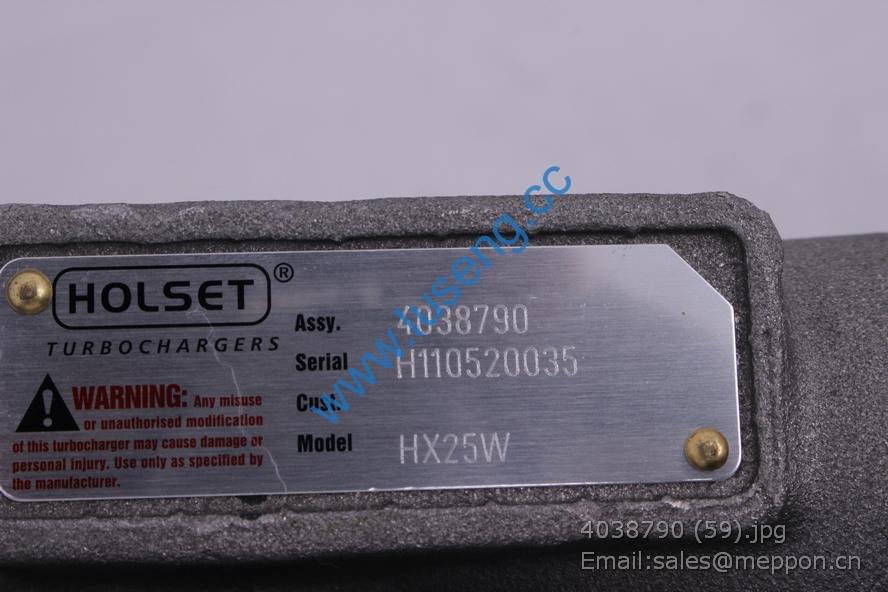 HOLSET®
TURBOCHARGERS
WARNING: Any misuse
or unauthorised modification
of this turbocharger may cause damage or
personal injury. Use only as specified by
the manufacturer.
Assy. 4038790
Serial H110520035
Cust.
Model HX25W
www.tuseng.cc
4038790 (59).jpg
Email:sales@meppon.cn